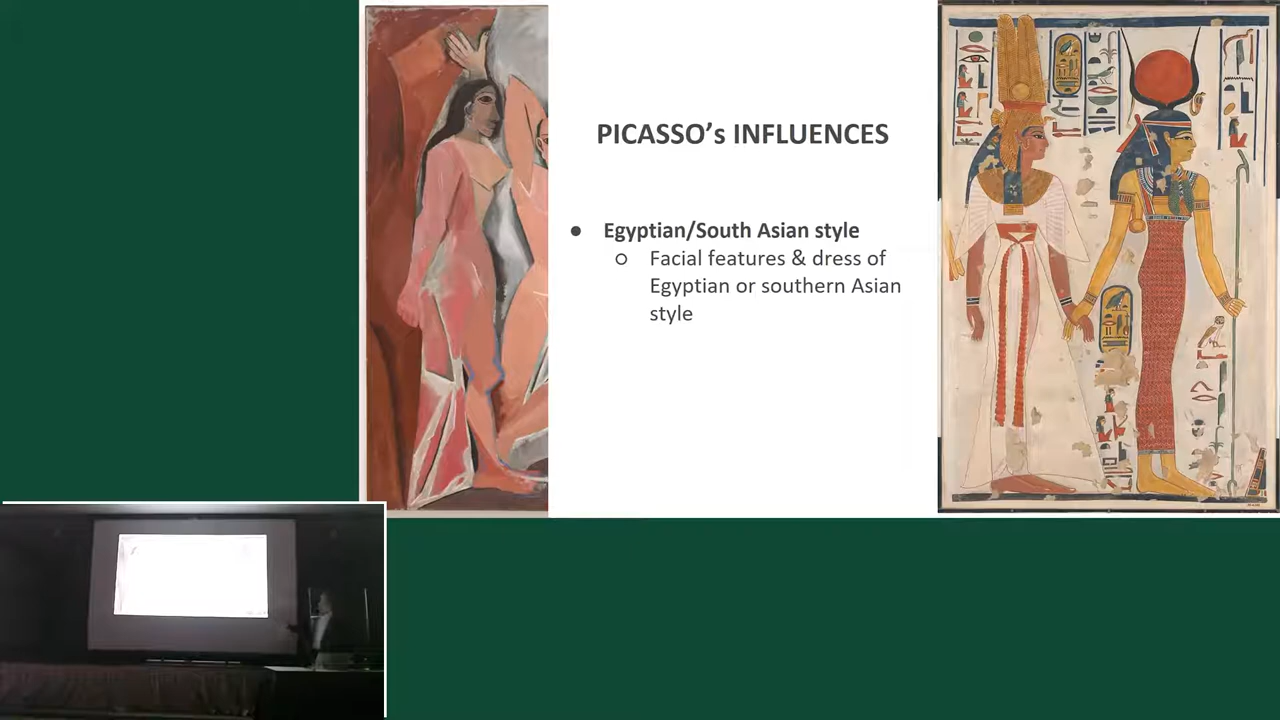 PICASSO’s INFLUENCES
● Egyptian/South Asian style
○ Facial features & dress of
Egyptian or southern Asian
style